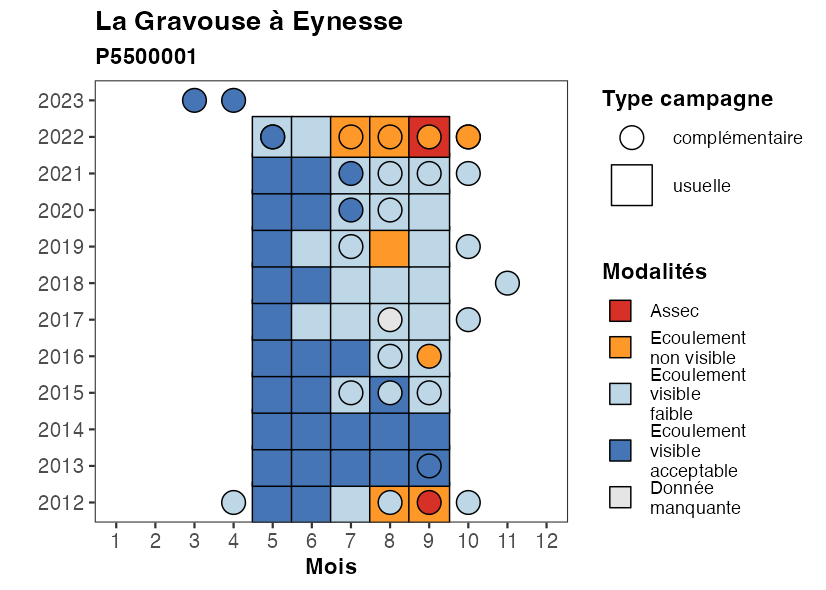 La Gravouse à Eynesse
P5500001
2023
2022
2021
2020
2019
2018
2017
2016
2015
2014
2013
2012
1 2 3 4 5 6 7 8 9 10 11 12
Mois
Type campagne
complémentaire
usuelle
Modalités
Assec
Ecoulement
non visible
Ecoulement
visible
faible
Ecoulement
visible
acceptable
Donnée
manquante